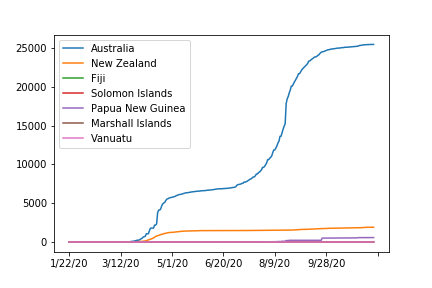 25000
20000
15000
10000
5000
0
Australia
New Zealand
Fiji
Solomon Islands
Papua New Guinea
Marshall Islands
Vanuatu
1/22/20 3/12/20 5/1/20 6/20/20 8/9/20 9/28/20